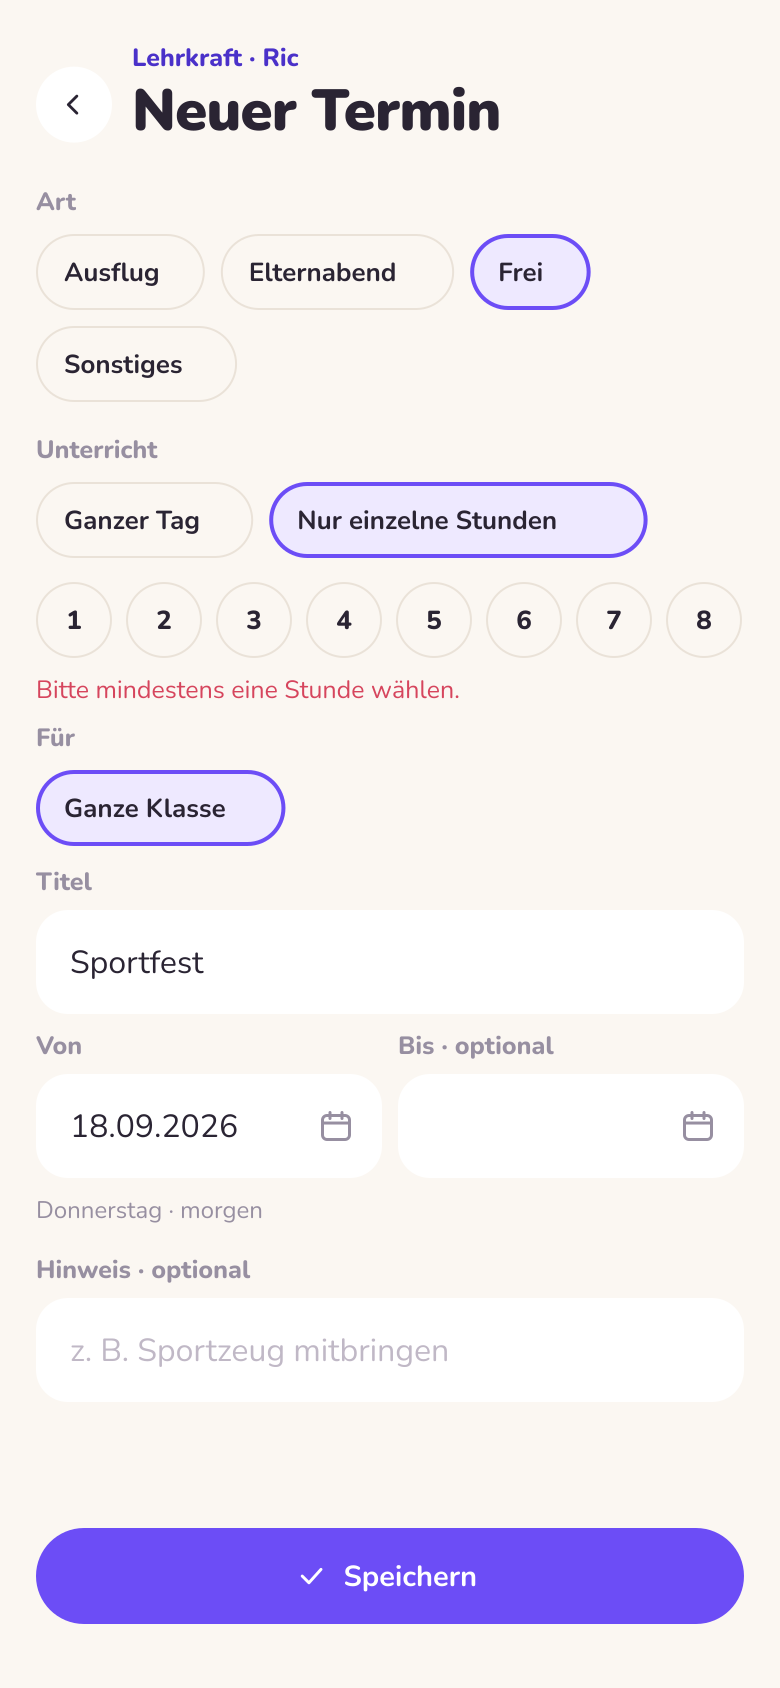 Lehrkraft · Ric
Neuer Termin
Art
Ausflug
Elternabend
Frei
Sonstiges
Unterricht
Ganzer Tag
Nur einzelne Stunden
1 2 3 4 5 6 7 8
Bitte mindestens eine Stunde wählen.
Für
Ganze Klasse
Titel
Sportfest
Von
Bis · optional
18.09.2026
Donnerstag · morgen
Hinweis · optional
z. B. Sportzeug mitbringen
Speichern